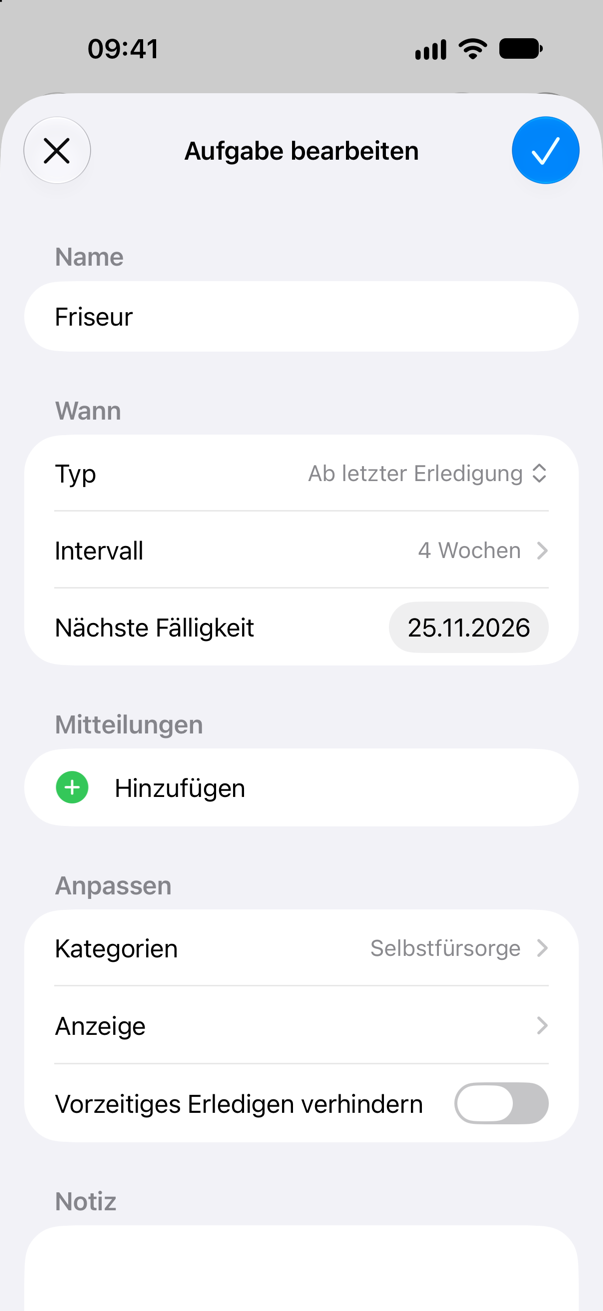 09:41
Aufgabe bearbeiten
Name
Friseur
Wann
Typ Ab letzter Erledigung
Intervall 4 Wochen
Nächste Fälligkeit 25.11.2026
Mitteilungen
Hinzufügen
Anpassen
Kategorien Selbstfürsorge
Anzeige
Vorzeitiges Erledigen verhindern
Notiz